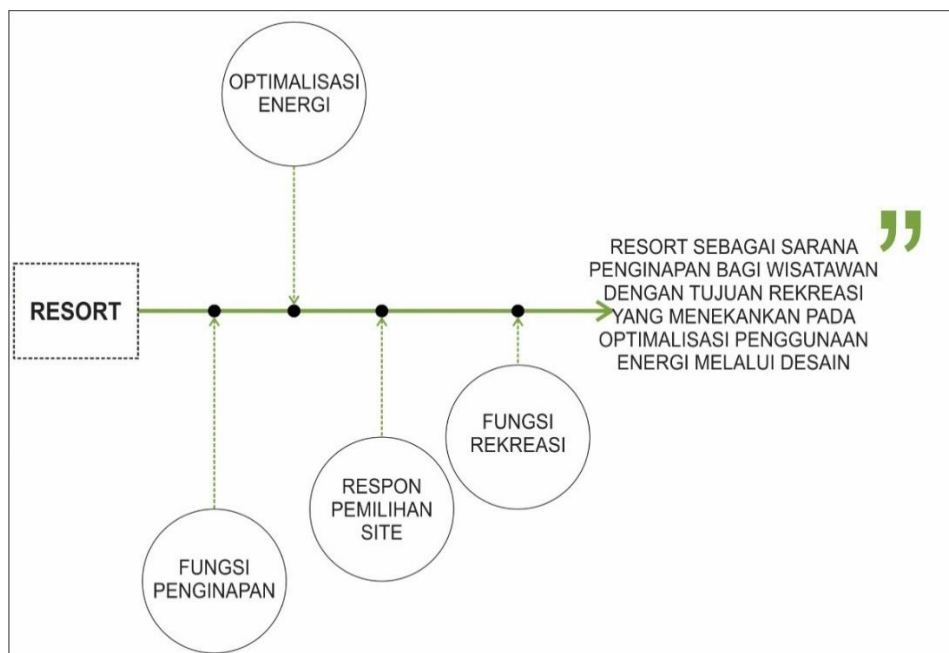 OPTIMALISASI
ENERGI
RESORT
RESORT SEBAGAI SARANA
PENGINAPAN BAGI WISATAWAN
DENGAN TUJUAN REKREASI
YANG MENEKANKAN PADA
OPTIMALISASI PENGGUNAAN
ENERGI MELALUI DESAIN
”
FUNGSI
REKREASI
RESPON
PEMILIHAN
SITE
FUNGSI
PENGINAPAN